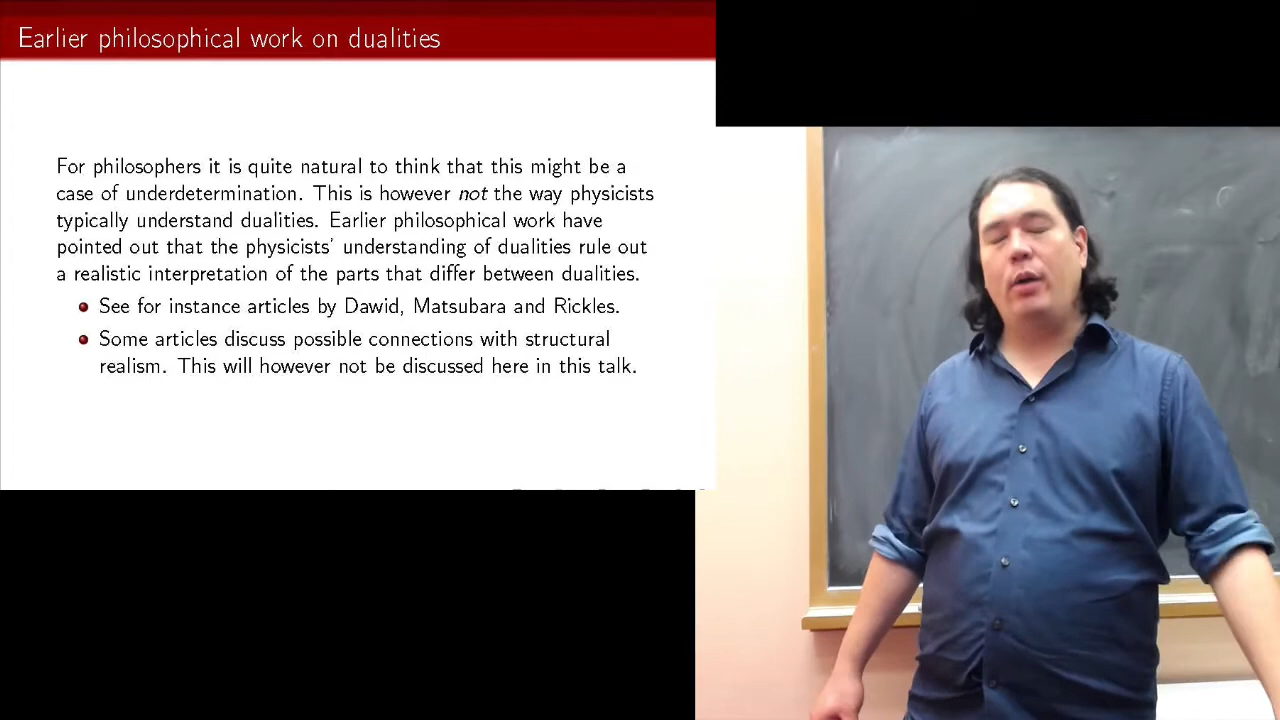 Earlier philosophical work on dualities
For philosophers it is quite natural to think that this might be a
case of underdetermination. This is however not the way physicists
typically understand dualities. Earlier philosophical work have
pointed out that the physicists' understanding of dualities rule out
a realistic interpretation of the parts that differ between dualities.
See for instance articles by Dawid, Matsubara and Rickles.
Some articles discuss possible connections with structural
realism. This will however not be discussed here in this talk.